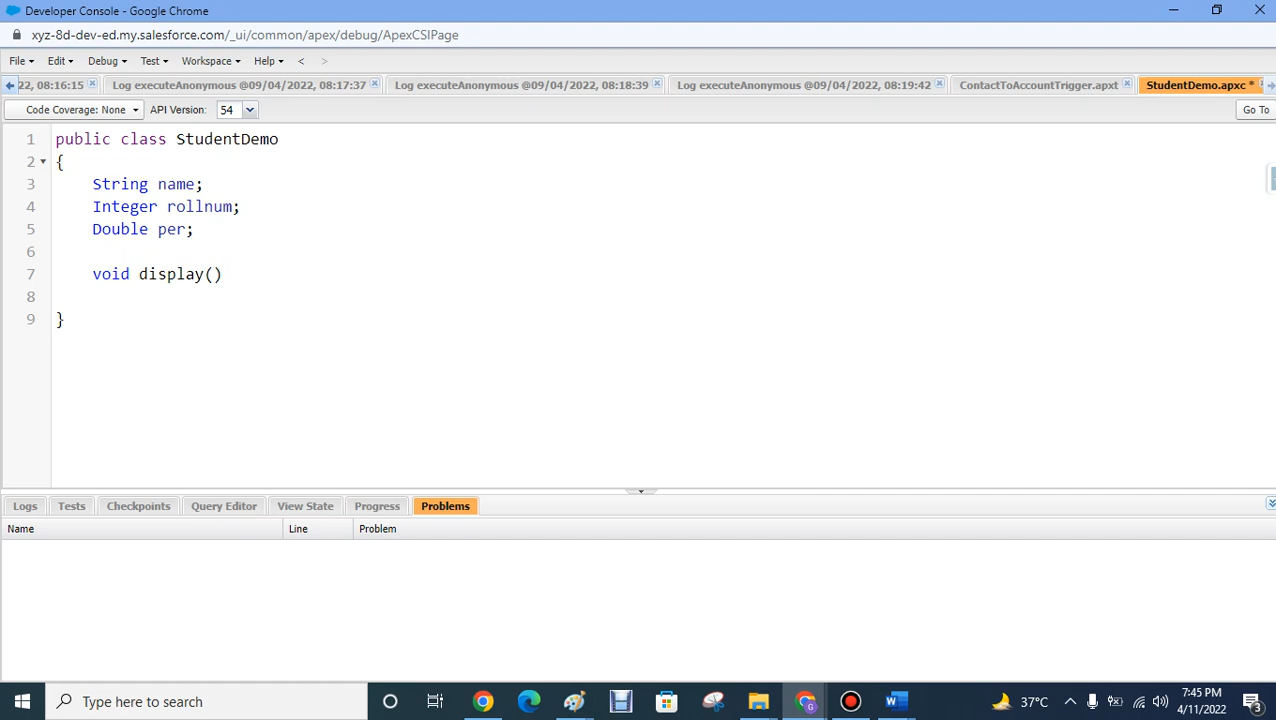 Developer Console - Google Chrome
xyz-8d-dev-ed.my.salesforce.com/_ui/common/apex/debug/ApexCSIPage
File Edit Debug Test Workspace Help < >
22, 08:16:15 Log executeAnonymous @09/04/2022, 08:17:37 Log executeAnonymous @09/04/2022, 08:18:39 Log executeAnonymous @09/04/2022, 08:19:42 ContactToAccountTrigger.apxt StudentDemo.apxc *
Code Coverage: None API Version: 54 Go To
1 public class StudentDemo
2 {
3 String name;
4 Integer rollnum;
5 Double per;
6
7 void display()
8
9 }
Logs Tests Checkpoints Query Editor View State Progress Problems
Name Line Problem
Type here to search
37°C
7:45 PM
4/11/2022
3